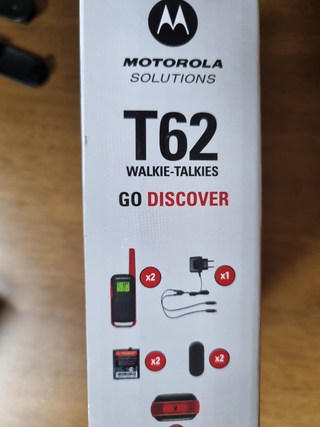 MOTOROLA
SOLUTIONS
T62
WALKIE-TALKIES
GO DISCOVER
x2
x1
x2
x2